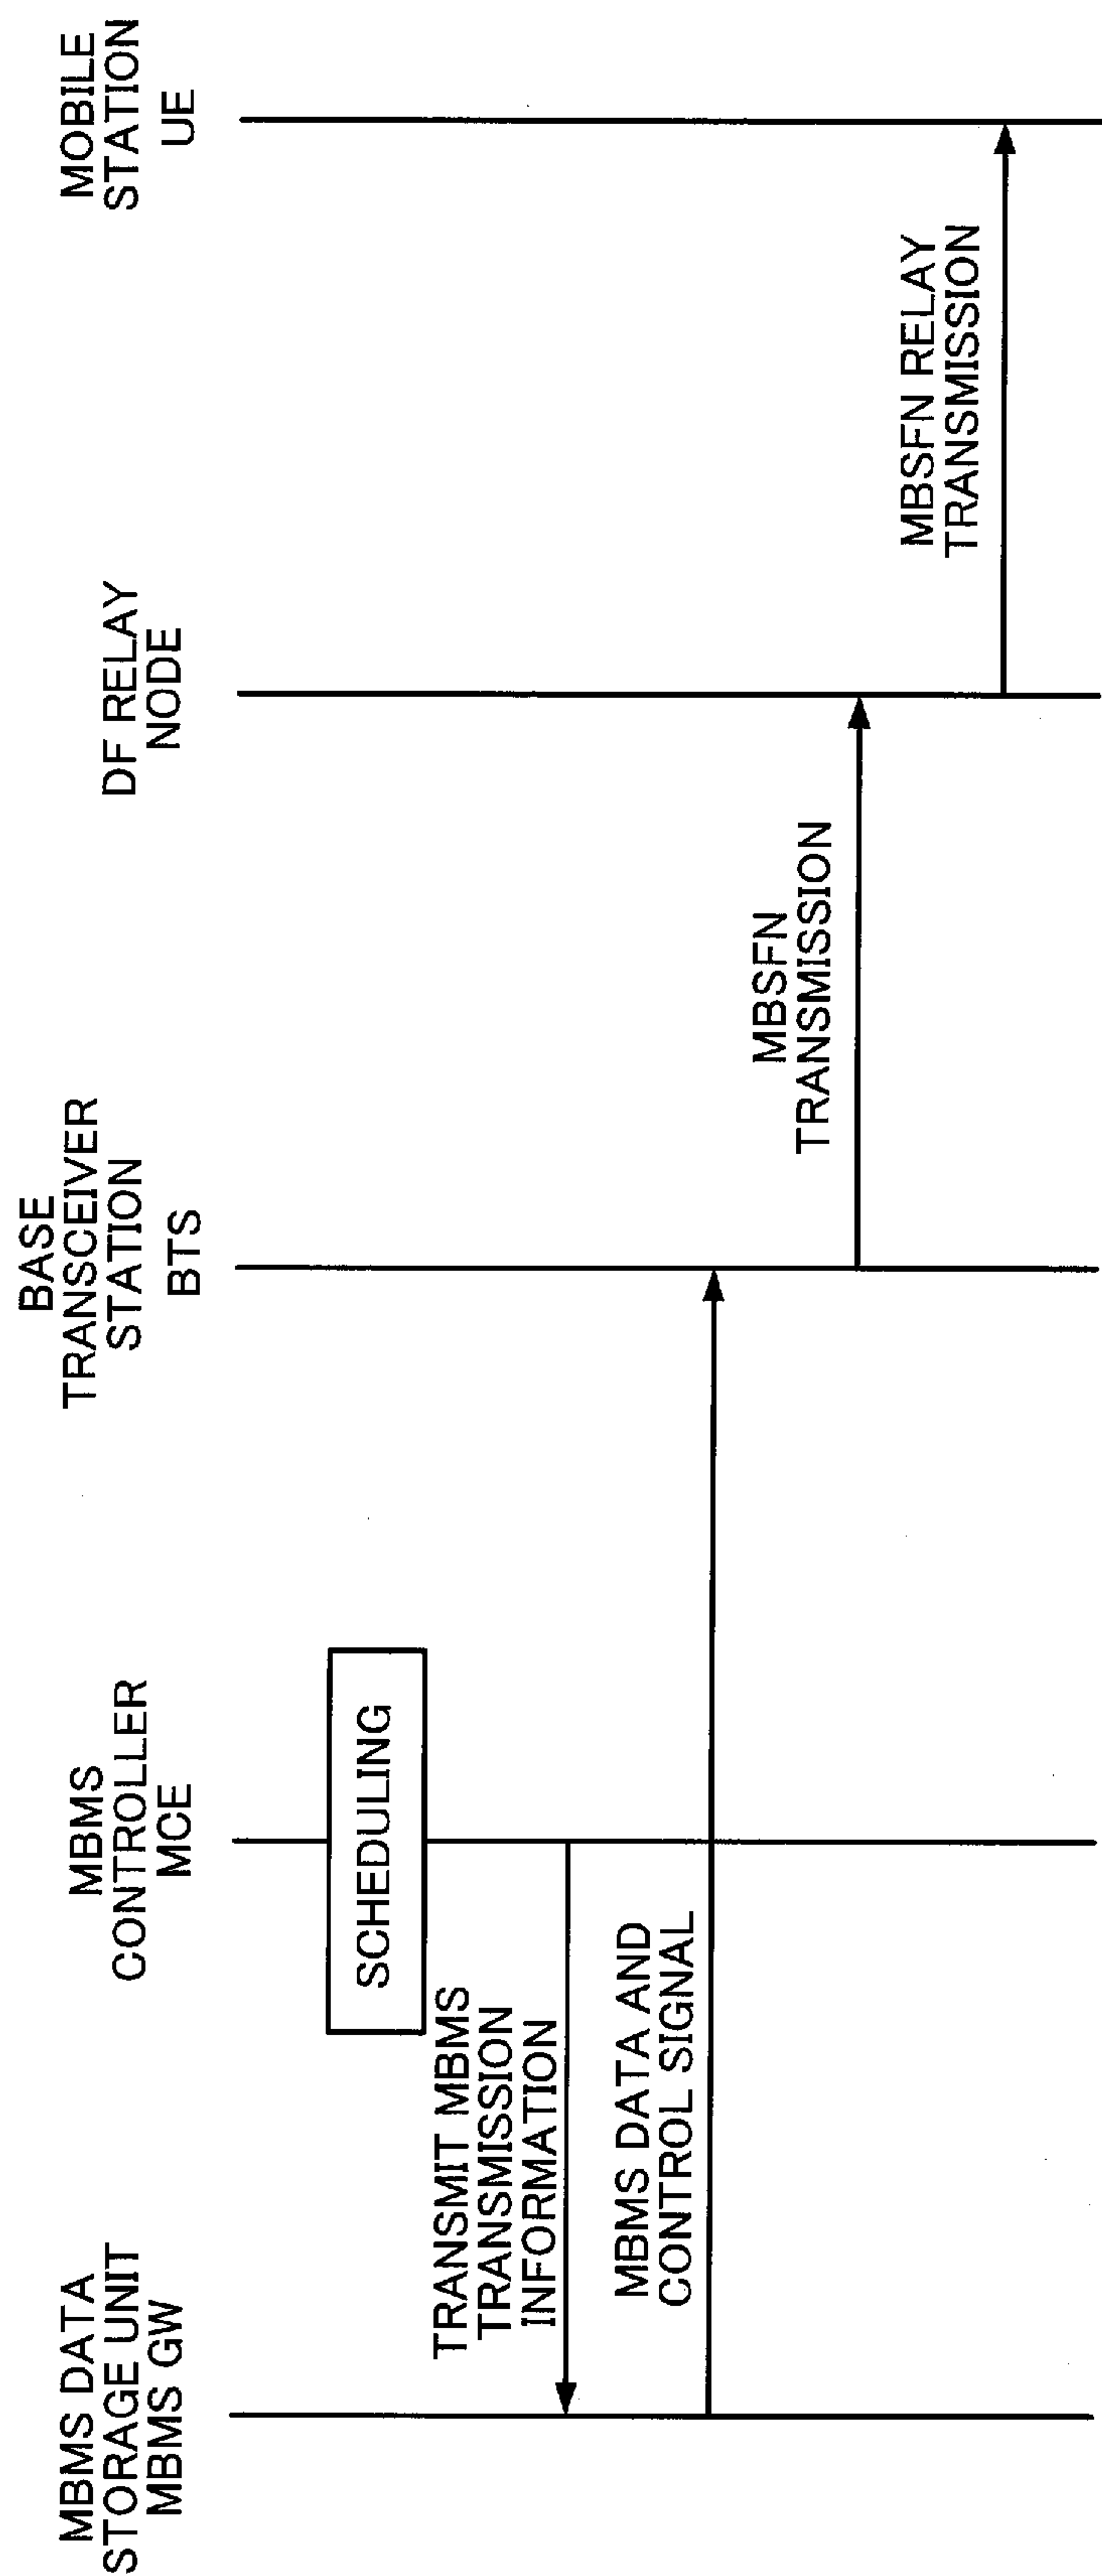 MBMS DATA
STORAGE UNIT
MBMS GW
MBMS
CONTROLLER
MCE
BASE
TRANSCEIVER
STATION
BTS
DF RELAY
NODE
MOBILE
STATION
UE
SCHEDULING
TRANSMIT MBMS
TRANSMISSION
INFORMATION
MBMS DATA AND
CONTROL SIGNAL
MBSFN
TRANSMISSION
MBSFN RELAY
TRANSMISSION